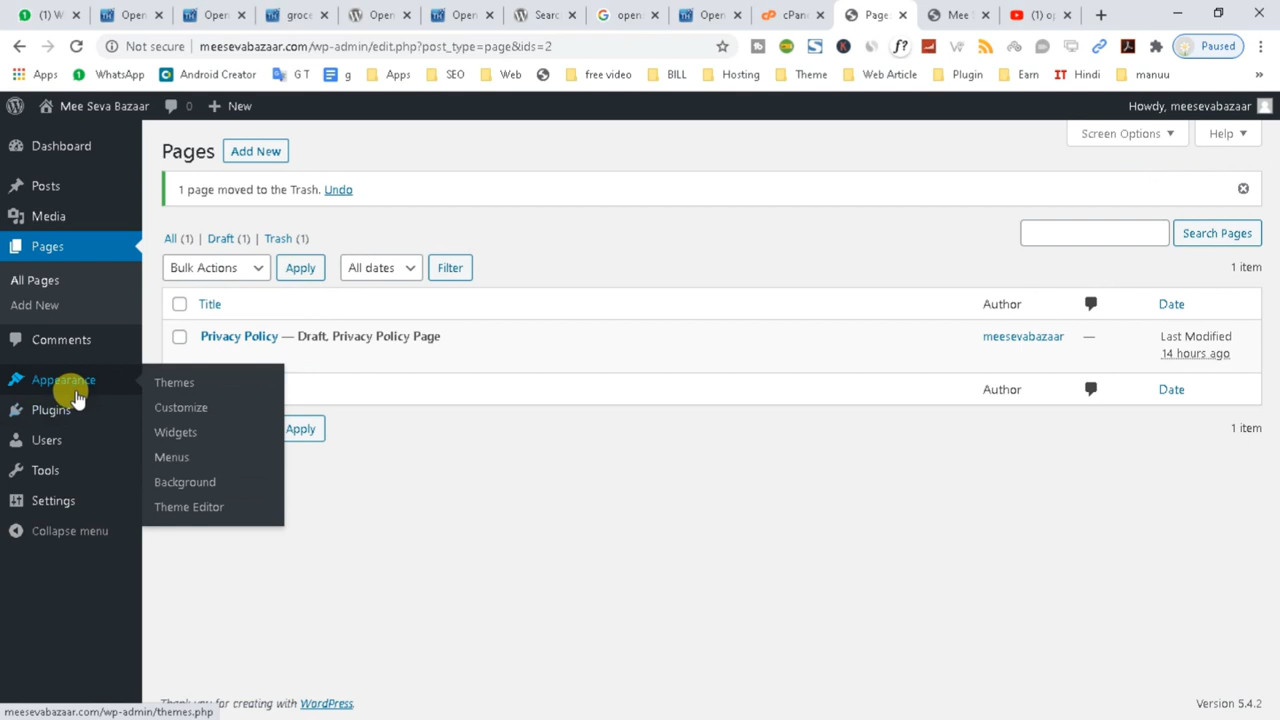 (1) W
Open
Open
groce
Open
Open
Sear
open
Open
cPan
Page
Mee S
(1) o
Not secure
meesevabazaar.com/wp-admin/edit.php?post_type=page&ids=2
Paused
Apps
WhatsApp
Android Creator
G T
g
Apps
SEO
Web
free video
BILL
Hosting
Theme
Web Article
Plugin
Earn
IT Hindi
manuu
»
Mee Seva Bazaar
0
+ New
Howdy, meesevabazaar
Dashboard
Posts
Media
Pages
All Pages
Add New
Comments
Appearance
Plugins
Users
Tools
Settings
Collapse menu
Themes
Customize
Widgets
Menus
Background
Theme Editor
Screen Options
Help
Pages
Add New
1 page moved to the Trash. Undo
All (1) | Draft (1) | Trash (1)
Search Pages
Bulk Actions
Apply
All dates
Filter
1 item
Title
Author
Date
Privacy Policy — Draft, Privacy Policy Page
meesevabazaar
—
Last Modified
14 hours ago
Date
Apply
1 item
Thank you for creating with WordPress.
Version 5.4.2
meesevabazaar.com/wp-admin/themes.php